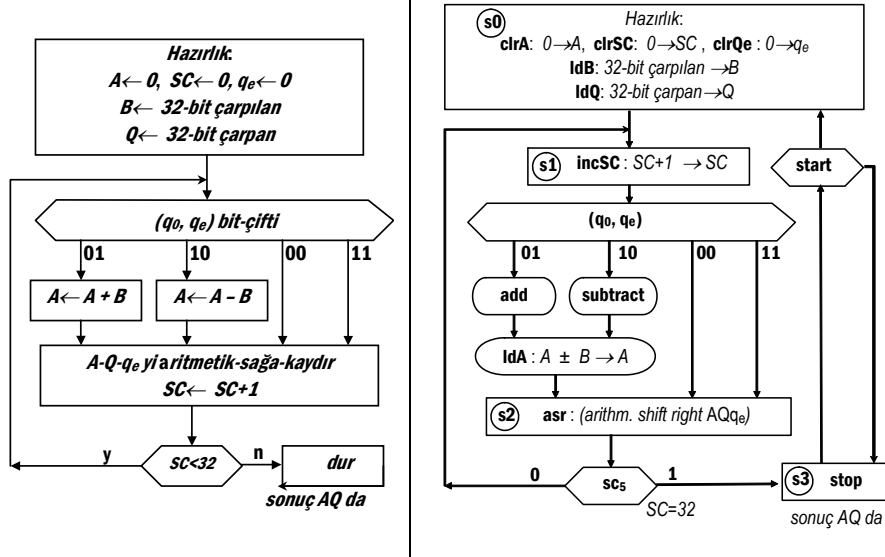 Hazırlık:
A← 0, SC← 0, qe← 0
B← 32-bit çarpılan
Q← 32-bit çarpan
(q0, qe) bit-çifti
01 10 00 11
A← A + B A← A – B
A-Q-qe yi aritmetik-sağa-kaydır
SC← SC+1
y SC<32 n dur
sonuç AQ da
s0 Hazırlık:
clrA: 0→A, clrSC: 0→SC , clrQe : 0→qe
ldB: 32-bit çarpılan →B
ldQ: 32-bit çarpan→Q
s1 incSC : SC+1 → SC
start
(q0, qe)
01 10 00 11
add subtract
ldA : A ± B → A
s2 asr : (arithm. shift right AQqe)
0 sc5 1
SC=32
s3 stop
sonuç AQ da